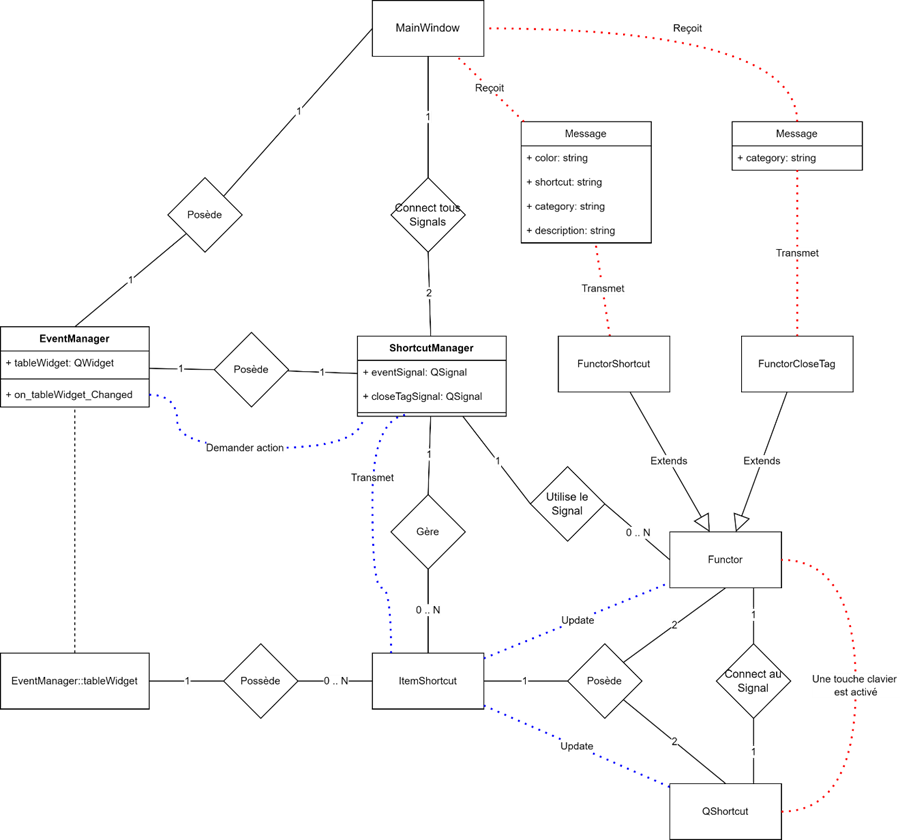 MainWindow
Reçoit
Reçoit
1
1
Message
+ color: string
+ shortcut: string
+ category: string
+ description: string
Message
+ category: string
Posède
Connect tous
Signals
Transmet
Transmet
1
2
EventManager
+ tableWidget: QWidget
+ on_tableWidget_Changed
1
Posède
1
ShortcutManager
+ eventSignal: QSignal
+ closeTagSignal: QSignal
FunctorShortcut
FunctorCloseTag
Demander action
Transmet
1
1
Extends
Extends
Gère
Utilise le
Signal
0 .. N
Functor
0 .. N
Update
2
1
EventManager::tableWidget
1
Possède
0 .. N
ItemShortcut
1
Posède
Connect au
Signal
Une touche clavier
est activé
Update
2
1
QShortcut